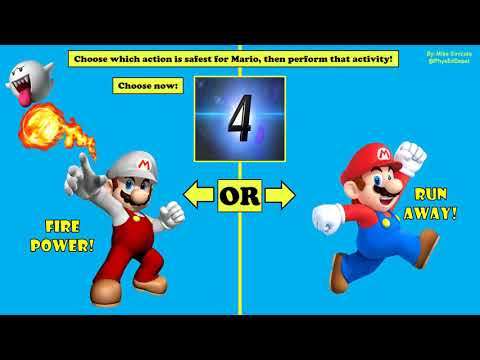 Choose which action is safest for Mario, then perform that activity!
By: Mike Ginicola
@PhysEdDepot
Choose now:
4
OR
FIRE
POWER!
RUN
AWAY!
M
M